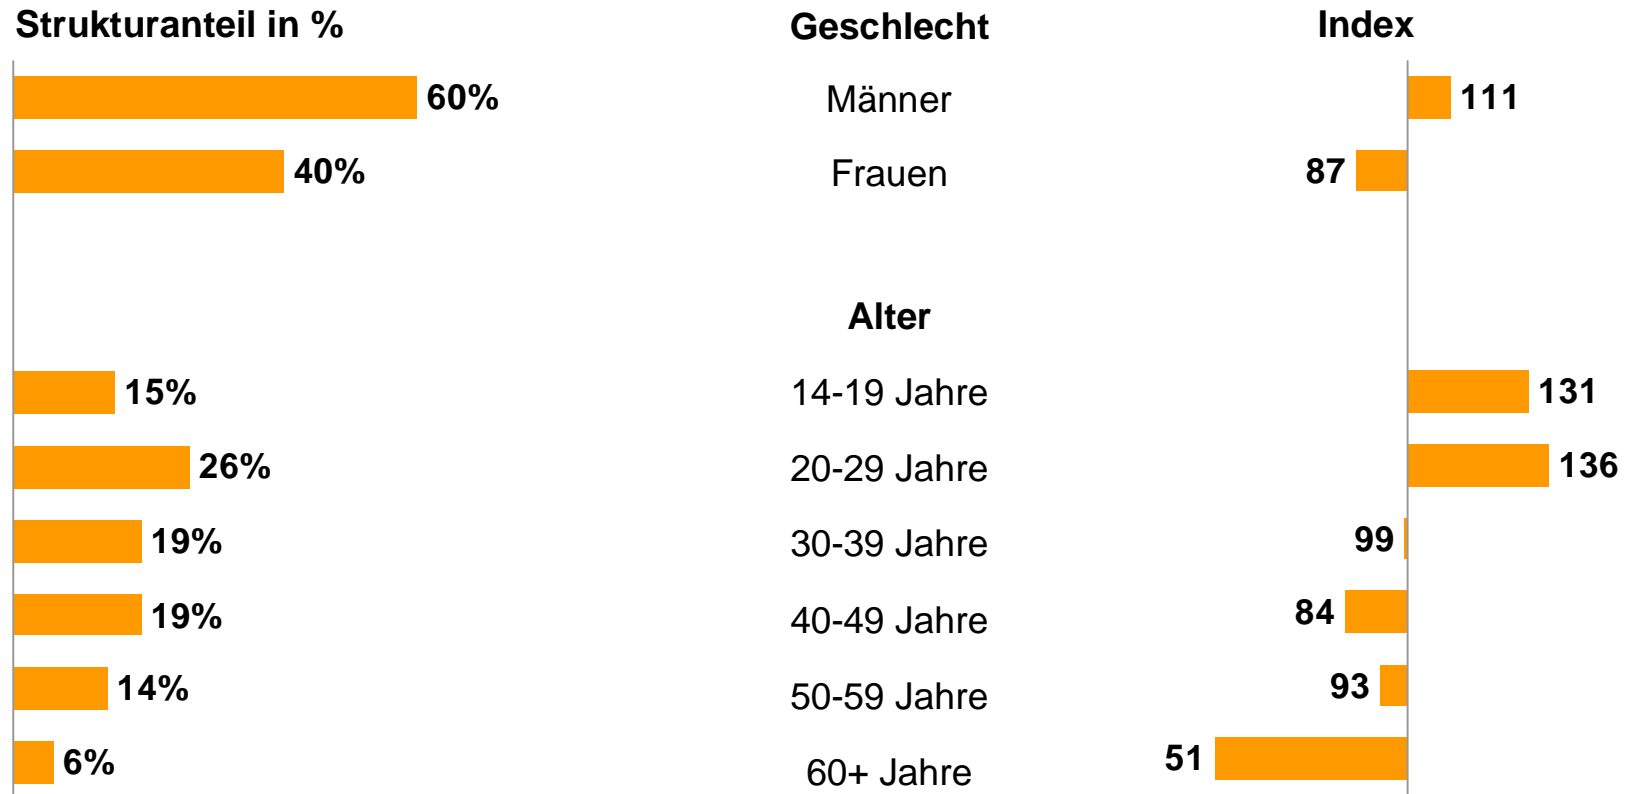 Strukturanteil in % Geschlecht Index
60% Männer 111
40% Frauen 87
Alter
15% 14-19 Jahre 131
26% 20-29 Jahre 136
19% 30-39 Jahre 99
19% 40-49 Jahre 84
14% 50-59 Jahre 93
6% 60+ Jahre 51